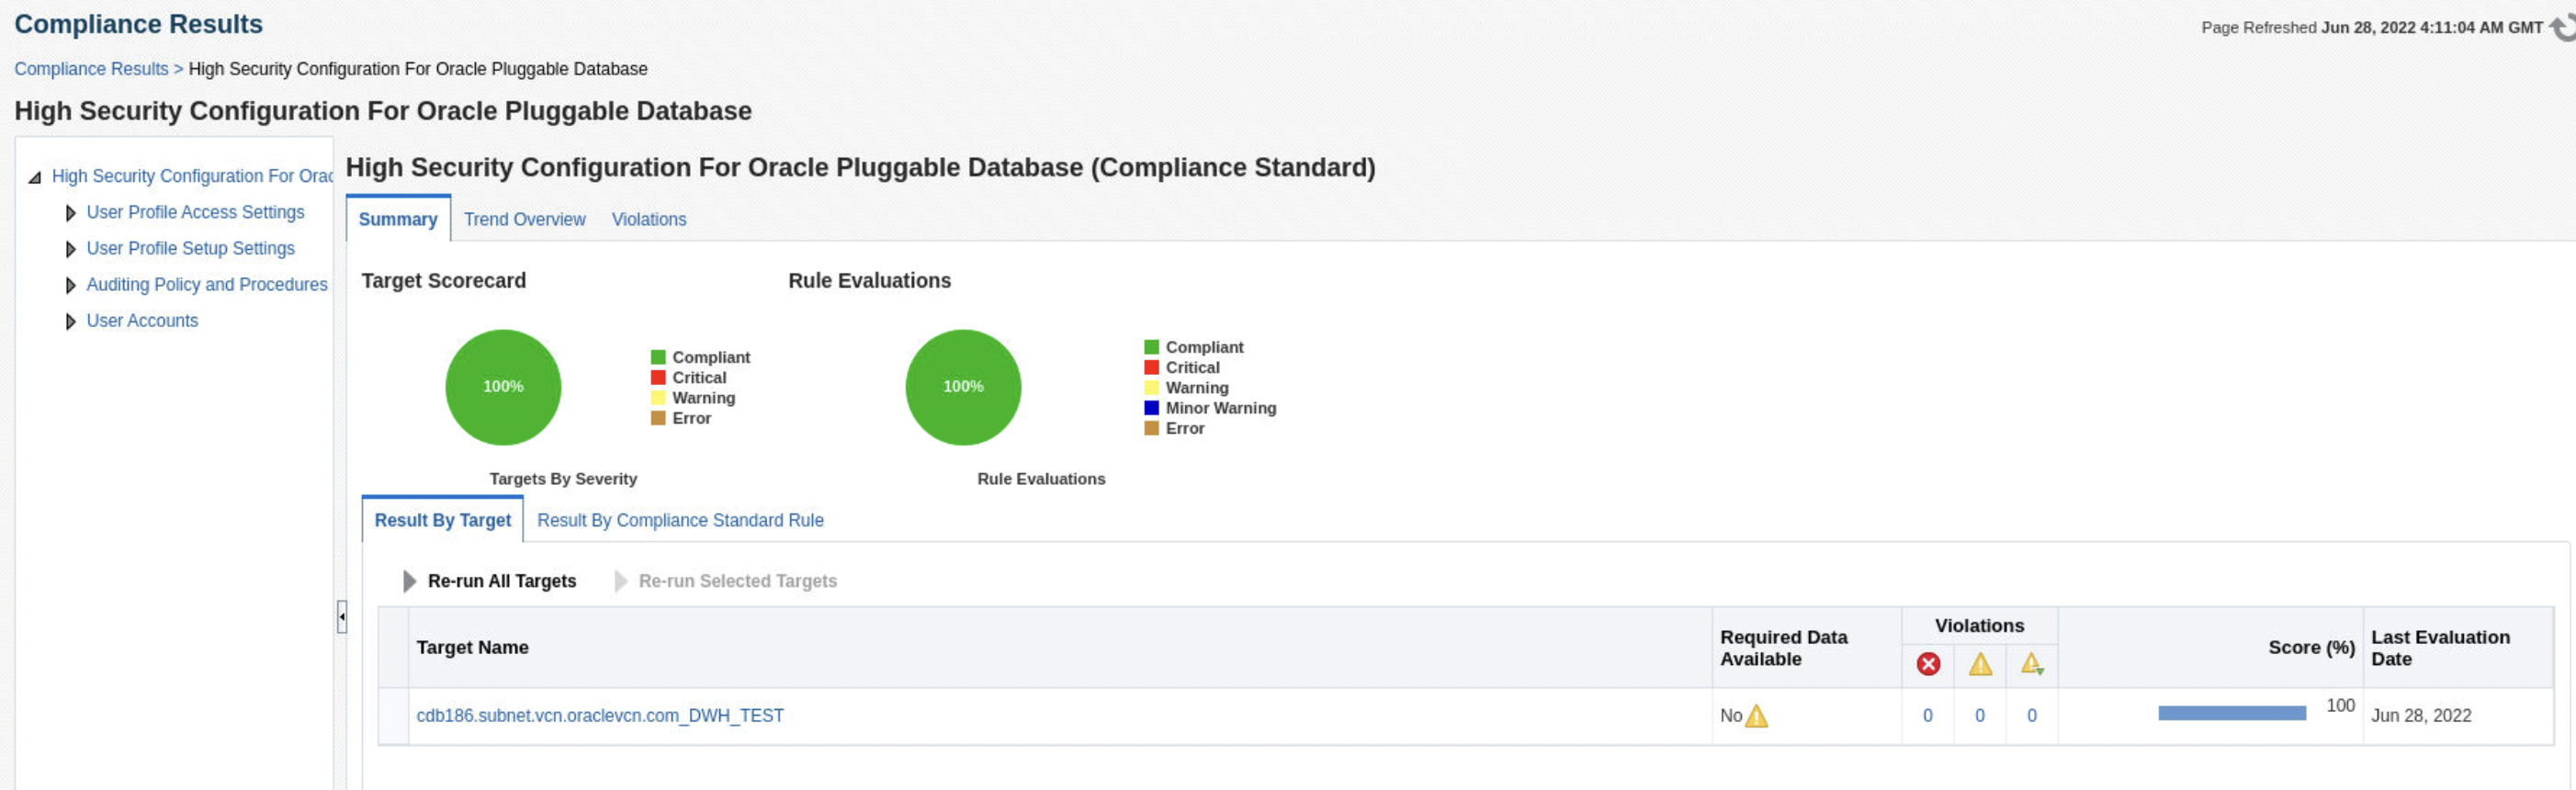 Compliance Results
Page Refreshed Jun 28, 2022 4:11:04 AM GMT
Compliance Results > High Security Configuration For Oracle Pluggable Database
High Security Configuration For Oracle Pluggable Database
High Security Configuration For Orac
User Profile Access Settings
User Profile Setup Settings
Auditing Policy and Procedures
User Accounts
High Security Configuration For Oracle Pluggable Database (Compliance Standard)
Summary Trend Overview Violations
Target Scorecard
100%
Compliant
Critical
Warning
Error
Targets By Severity
Rule Evaluations
100%
Compliant
Critical
Warning
Minor Warning
Error
Rule Evaluations
Result By Target Result By Compliance Standard Rule
Re-run All Targets Re-run Selected Targets
Target Name
Required Data
Available
Violations
Score (%)
Last Evaluation
Date
cdb186.subnet.vcn.oraclevcn.com_DWH_TEST No 0 0 0 100 Jun 28, 2022